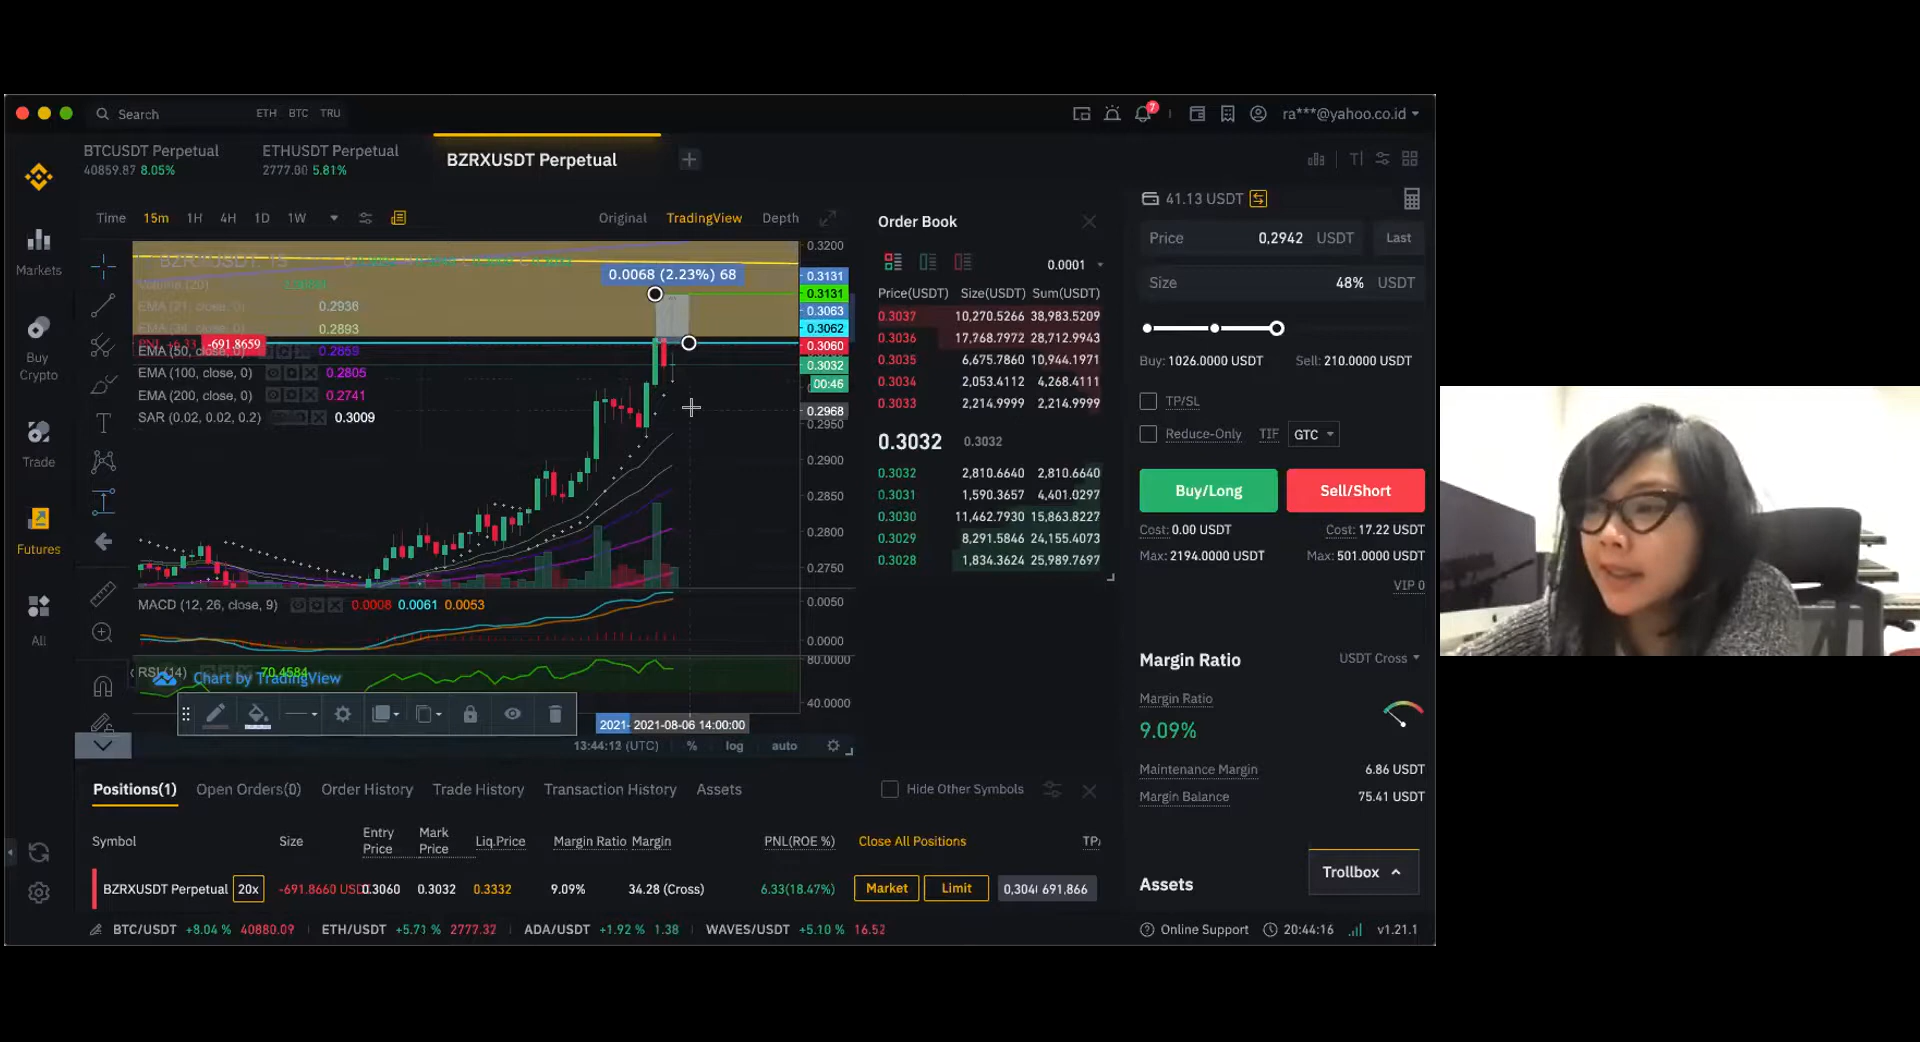 Search ETH BTC TRU
7 ra***@yahoo.co.id
BTCUSDT Perpetual
40859.87 8.05%
ETHUSDT Perpetual
2777.00 5.81%
BZRXUSDT Perpetual
Markets
Buy
Crypto
Trade
Futures
All
Time 15m 1H 4H 1D 1W Original TradingView Depth
BZRXUSDT, 15
Volume (20)
EMA (21, close, 0) 0.2936
EMA (34, close, 0) 0.2893
-691.8659
EMA (50, close, 0) 0.2859
EMA (100, close, 0) 0.2805
EMA (200, close, 0) 0.2741
SAR (0.02, 0.02, 0.2) 0.3009
0.0068 (2.23%) 68
0.3200
0.3131
0.3131
0.3063
0.3062
0.3060
0.3032
00:46
0.2968
0.2950
0.2900
0.2850
0.2800
0.2750
MACD (12, 26, close, 9) 0.0008 0.0061 0.0053
0.0050
0.0000
RSI (14) 70.4584
Chart by TradingView
80.0000
40.0000
2021- 2021-08-06 14:00:00
13:44:13 (UTC) % log auto
Order Book
0.0001
Price(USDT) Size(USDT) Sum(USDT)
0.3037 10,270.5266 38,983.5209
0.3036 17,768.7972 28,712.9943
0.3035 6,675.7860 10,944.1971
0.3034 2,053.4112 4,268.4111
0.3033 2,214.9999 2,214.9999
0.3032 0.3032
0.3032 2,810.6640 2,810.6640
0.3031 1,590.3657 4,401.0297
0.3030 11,462.7930 15,863.8227
0.3029 8,291.5846 24,155.4073
0.3028 1,834.3624 25,989.7697
41.13 USDT
Price 0,2942 USDT Last
Size 48% USDT
Buy: 1026.0000 USDT Sell: 210.0000 USDT
TP/SL
Reduce-Only TIF GTC
Buy/Long Sell/Short
Cost: 0.00 USDT Cost: 17.22 USDT
Max: 2194.0000 USDT Max: 501.0000 USDT
VIP 0
Margin Ratio USDT Cross
Margin Ratio
9.09%
Maintenance Margin 6.86 USDT
Margin Balance 75.41 USDT
Assets
Trollbox
Positions(1) Open Orders(0) Order History Trade History Transaction History Assets Hide Other Symbols
Symbol Size Entry Price Mark Price Liq.Price Margin Ratio Margin PNL(ROE %) Close All Positions TP/
BZRXUSDT Perpetual 20x -691.8660 USD 0.3060 0.3032 0.3332 9.09% 34.28 (Cross) 6.33(18.47%) Market Limit 0,304 691,866
BTC/USDT +8.04 % 40880.09 ETH/USDT +5.71 % 2777.32 ADA/USDT +1.92 % 1.38 WAVES/USDT +5.10 % 16.52
Online Support 20:44:16 v1.21.1